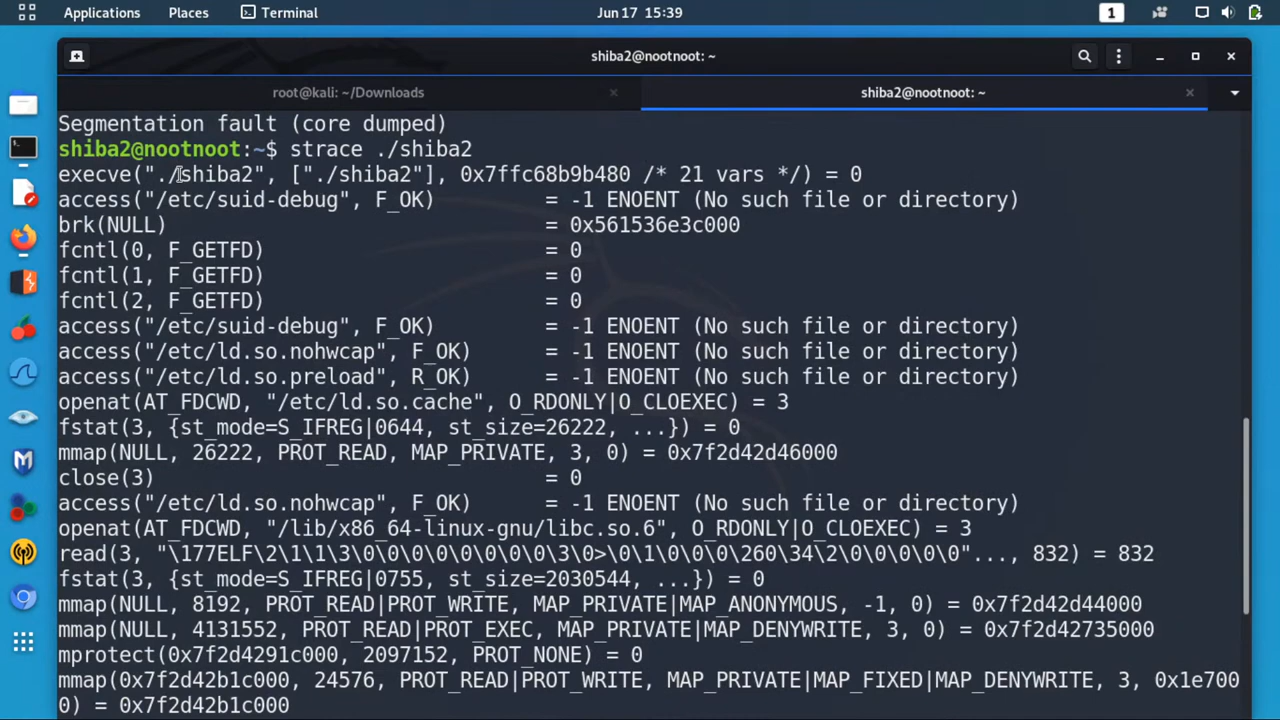 Applications Places Terminal Jun 17 15:39 1
shiba2@nootnoot: ~
root@kali: ~/Downloads
shiba2@nootnoot: ~
Segmentation fault (core dumped)
shiba2@nootnoot:~$ strace ./shiba2
execve("./shiba2", ["./shiba2"], 0x7ffc68b9b480 /* 21 vars */) = 0
access("/etc/suid-debug", F_OK) = -1 ENOENT (No such file or directory)
brk(NULL) = 0x561536e3c000
fcntl(0, F_GETFD) = 0
fcntl(1, F_GETFD) = 0
fcntl(2, F_GETFD) = 0
access("/etc/suid-debug", F_OK) = -1 ENOENT (No such file or directory)
access("/etc/ld.so.nohwcap", F_OK) = -1 ENOENT (No such file or directory)
access("/etc/ld.so.preload", R_OK) = -1 ENOENT (No such file or directory)
openat(AT_FDCWD, "/etc/ld.so.cache", O_RDONLY|O_CLOEXEC) = 3
fstat(3, {st_mode=S_IFREG|0644, st_size=26222, ...}) = 0
mmap(NULL, 26222, PROT_READ, MAP_PRIVATE, 3, 0) = 0x7f2d42d46000
close(3) = 0
access("/etc/ld.so.nohwcap", F_OK) = -1 ENOENT (No such file or directory)
openat(AT_FDCWD, "/lib/x86_64-linux-gnu/libc.so.6", O_RDONLY|O_CLOEXEC) = 3
read(3, "\177ELF\2\1\1\3\0\0\0\0\0\0\0\0\3\0>\0\1\0\0\0\260\34\2\0\0\0\0\0"..., 832) = 832
fstat(3, {st_mode=S_IFREG|0755, st_size=2030544, ...}) = 0
mmap(NULL, 8192, PROT_READ|PROT_WRITE, MAP_PRIVATE|MAP_ANONYMOUS, -1, 0) = 0x7f2d42d44000
mmap(NULL, 4131552, PROT_READ|PROT_EXEC, MAP_PRIVATE|MAP_DENYWRITE, 3, 0) = 0x7f2d42735000
mprotect(0x7f2d4291c000, 2097152, PROT_NONE) = 0
mmap(0x7f2d42b1c000, 24576, PROT_READ|PROT_WRITE, MAP_PRIVATE|MAP_FIXED|MAP_DENYWRITE, 3, 0x1e700
0) = 0x7f2d42b1c000